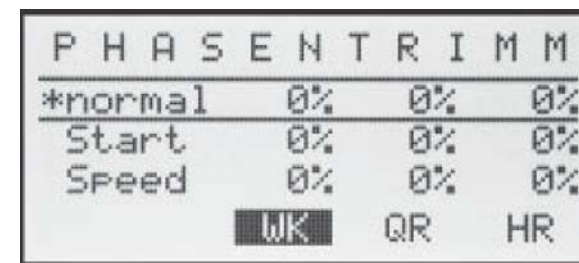 PHASENTRIMM
*normal 0% 0% 0%
Start 0% 0% 0%
Speed 0% 0% 0%
WK QR HR